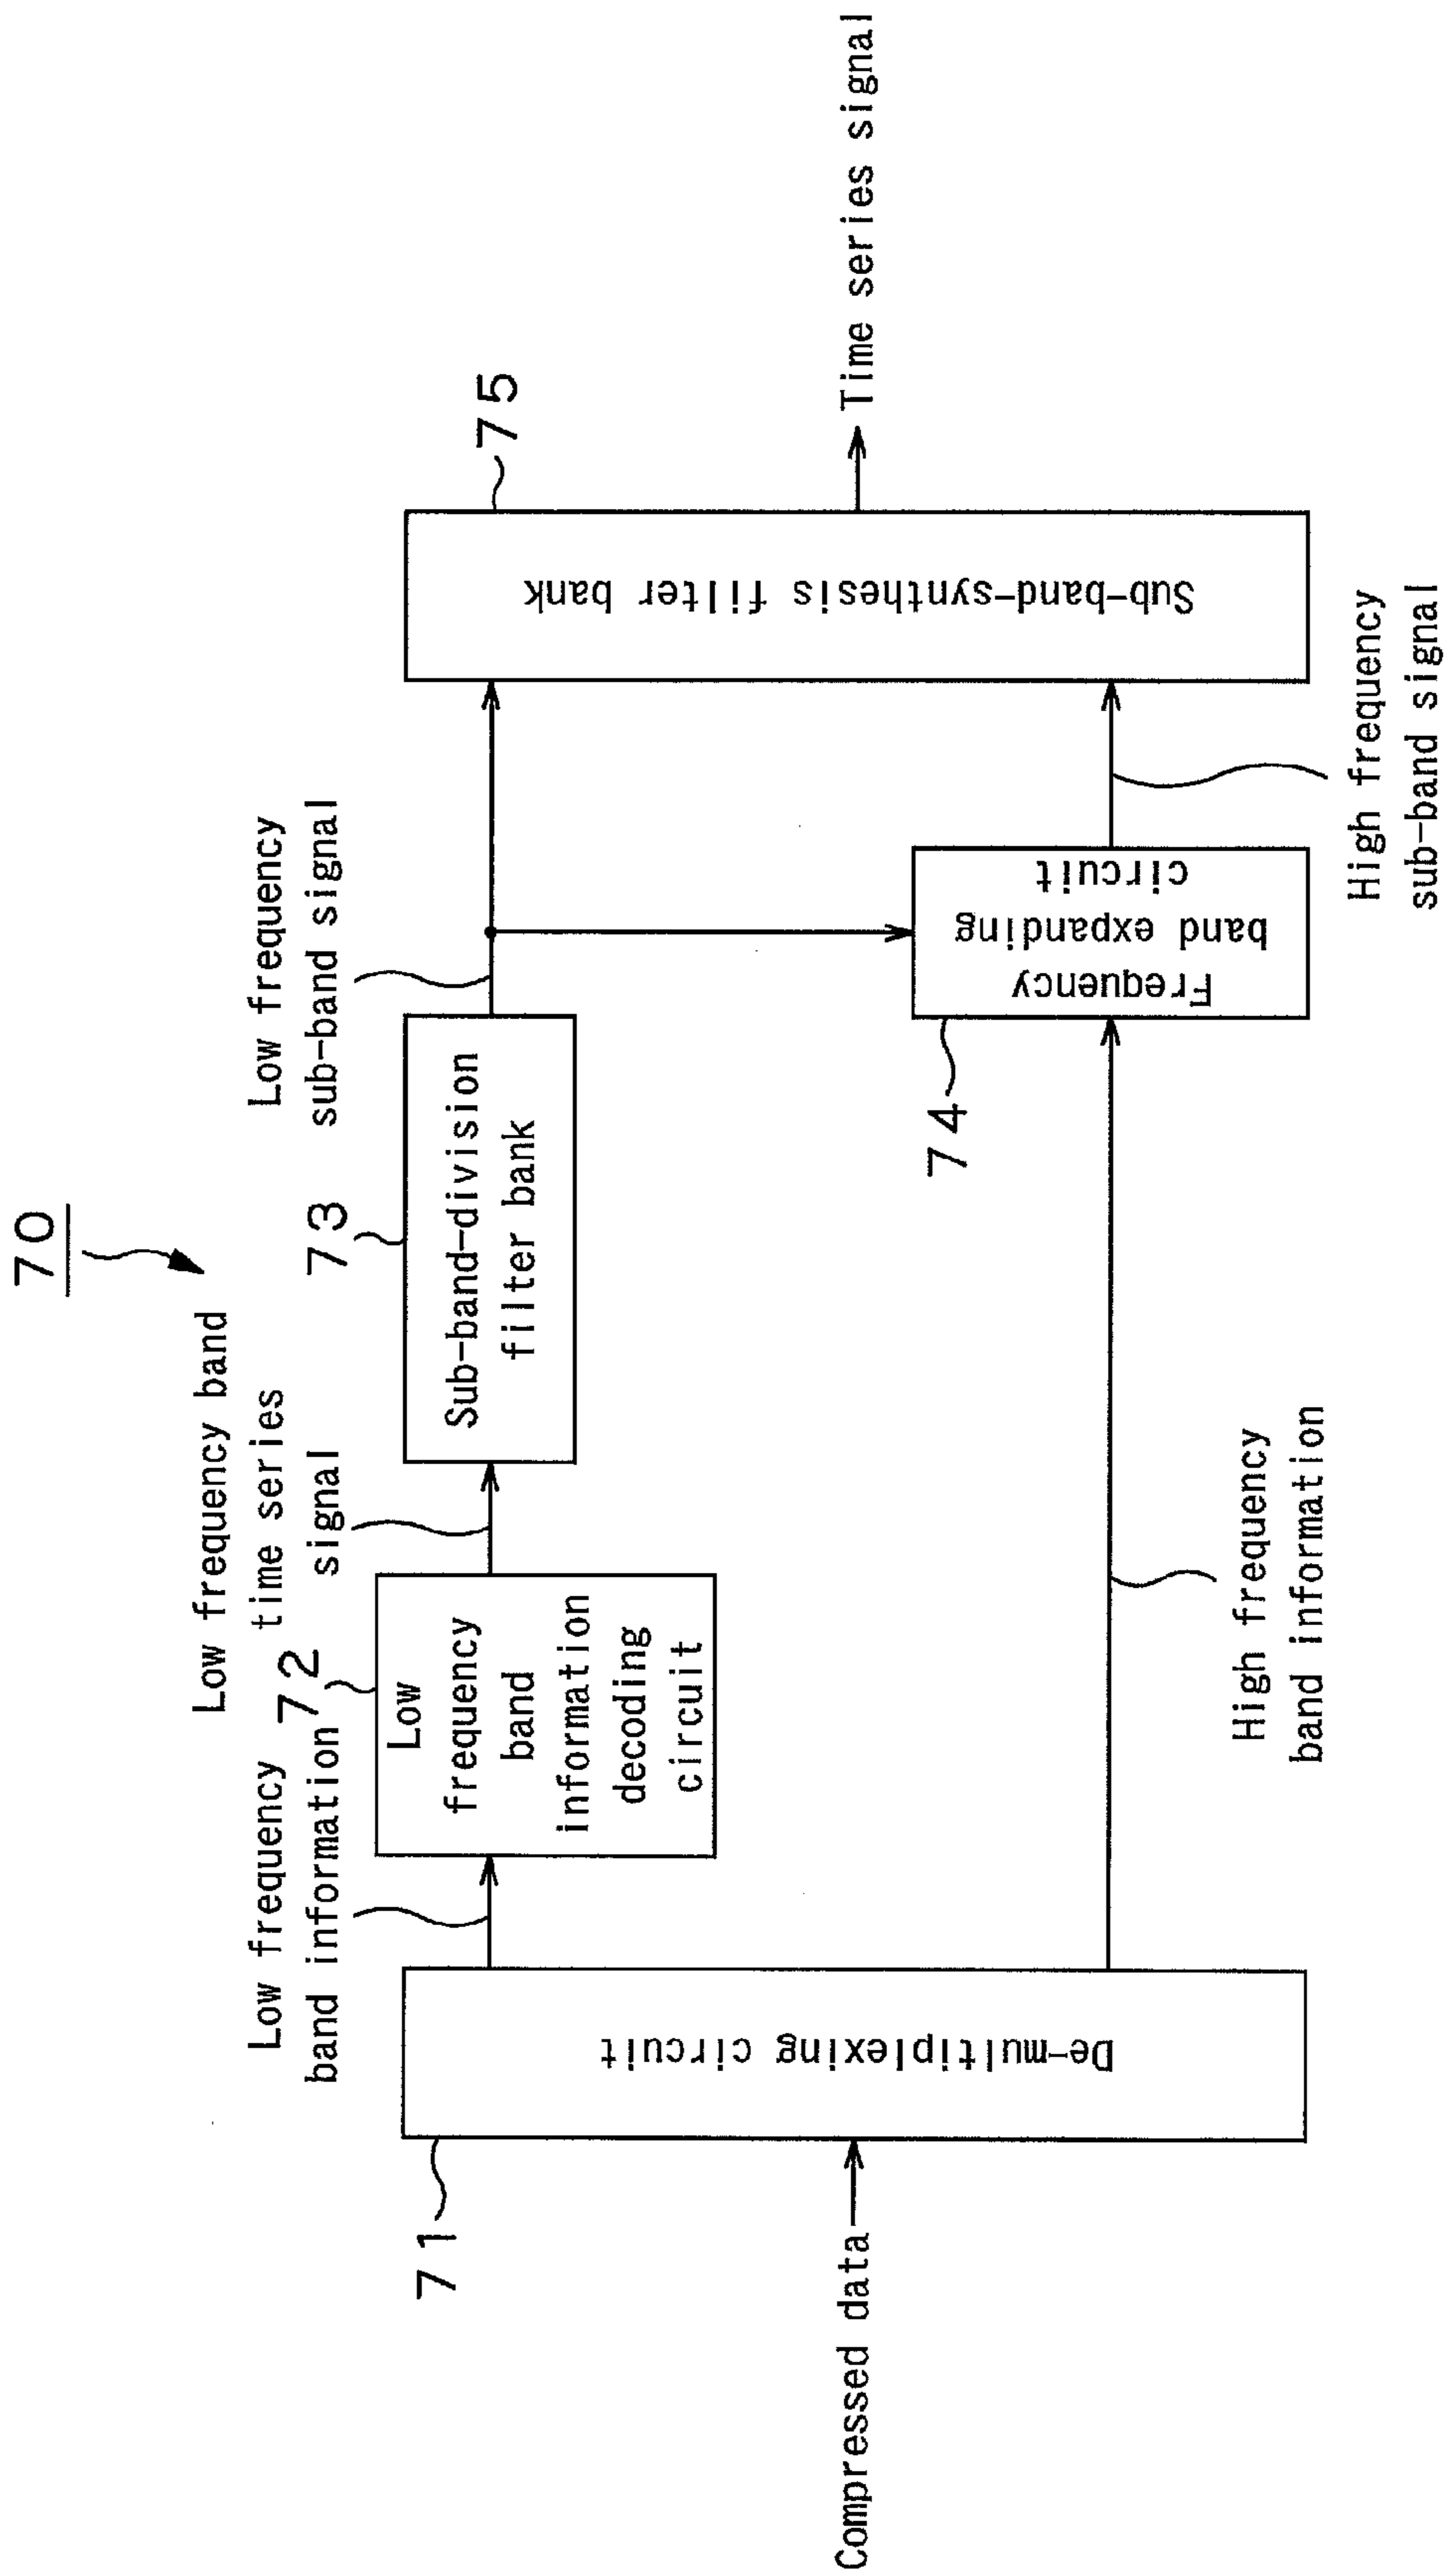 70
Compressed data
71
De-multiplexing circuit
Low frequency
band information
72
Low
frequency
band
information
decoding
circuit
Low frequency band
time series
signal
73
Sub-band-division
filter bank
Low frequency
sub-band signal
High frequency
band information
74
Frequency
band expanding
circuit
High frequency
sub-band signal
75
Sub-band-synthesis filter bank
Time series signal